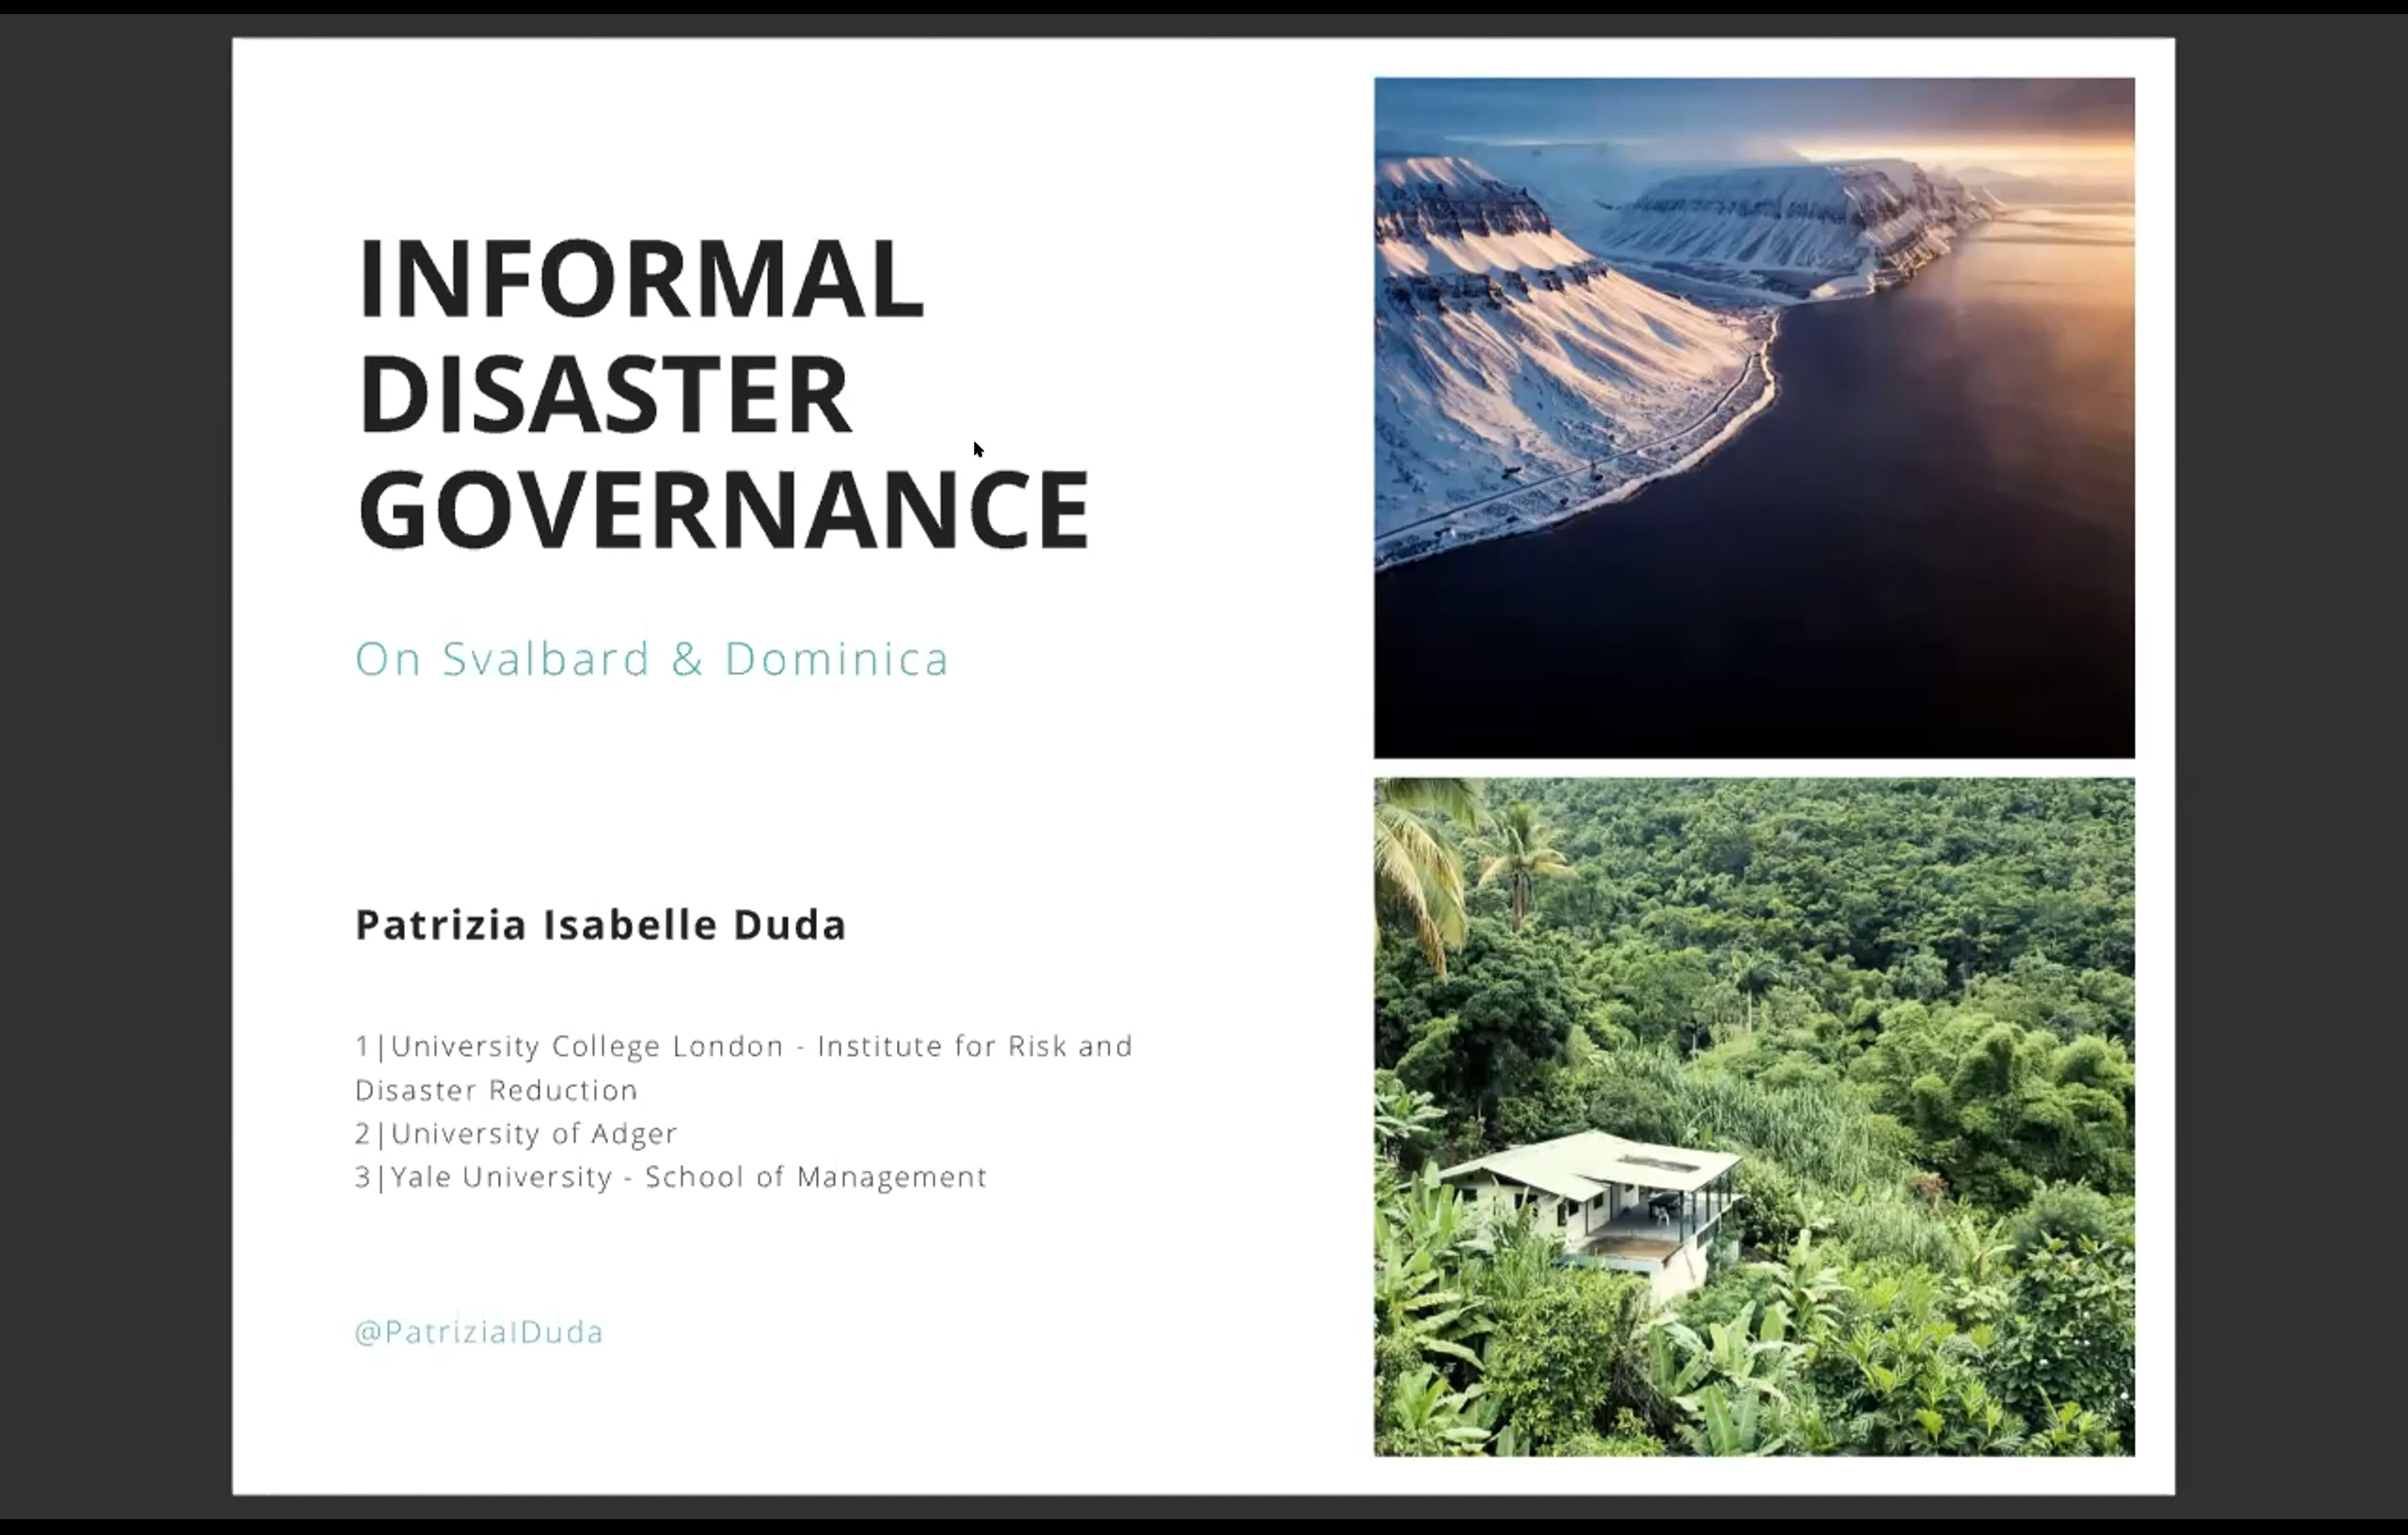 INFORMAL
DISASTER
GOVERNANCE
On Svalbard & Dominica
Patrizia Isabelle Duda
1|University College London - Institute for Risk and
Disaster Reduction
2|University of Adger
3|Yale University - School of Management
@PatriziaIDuda